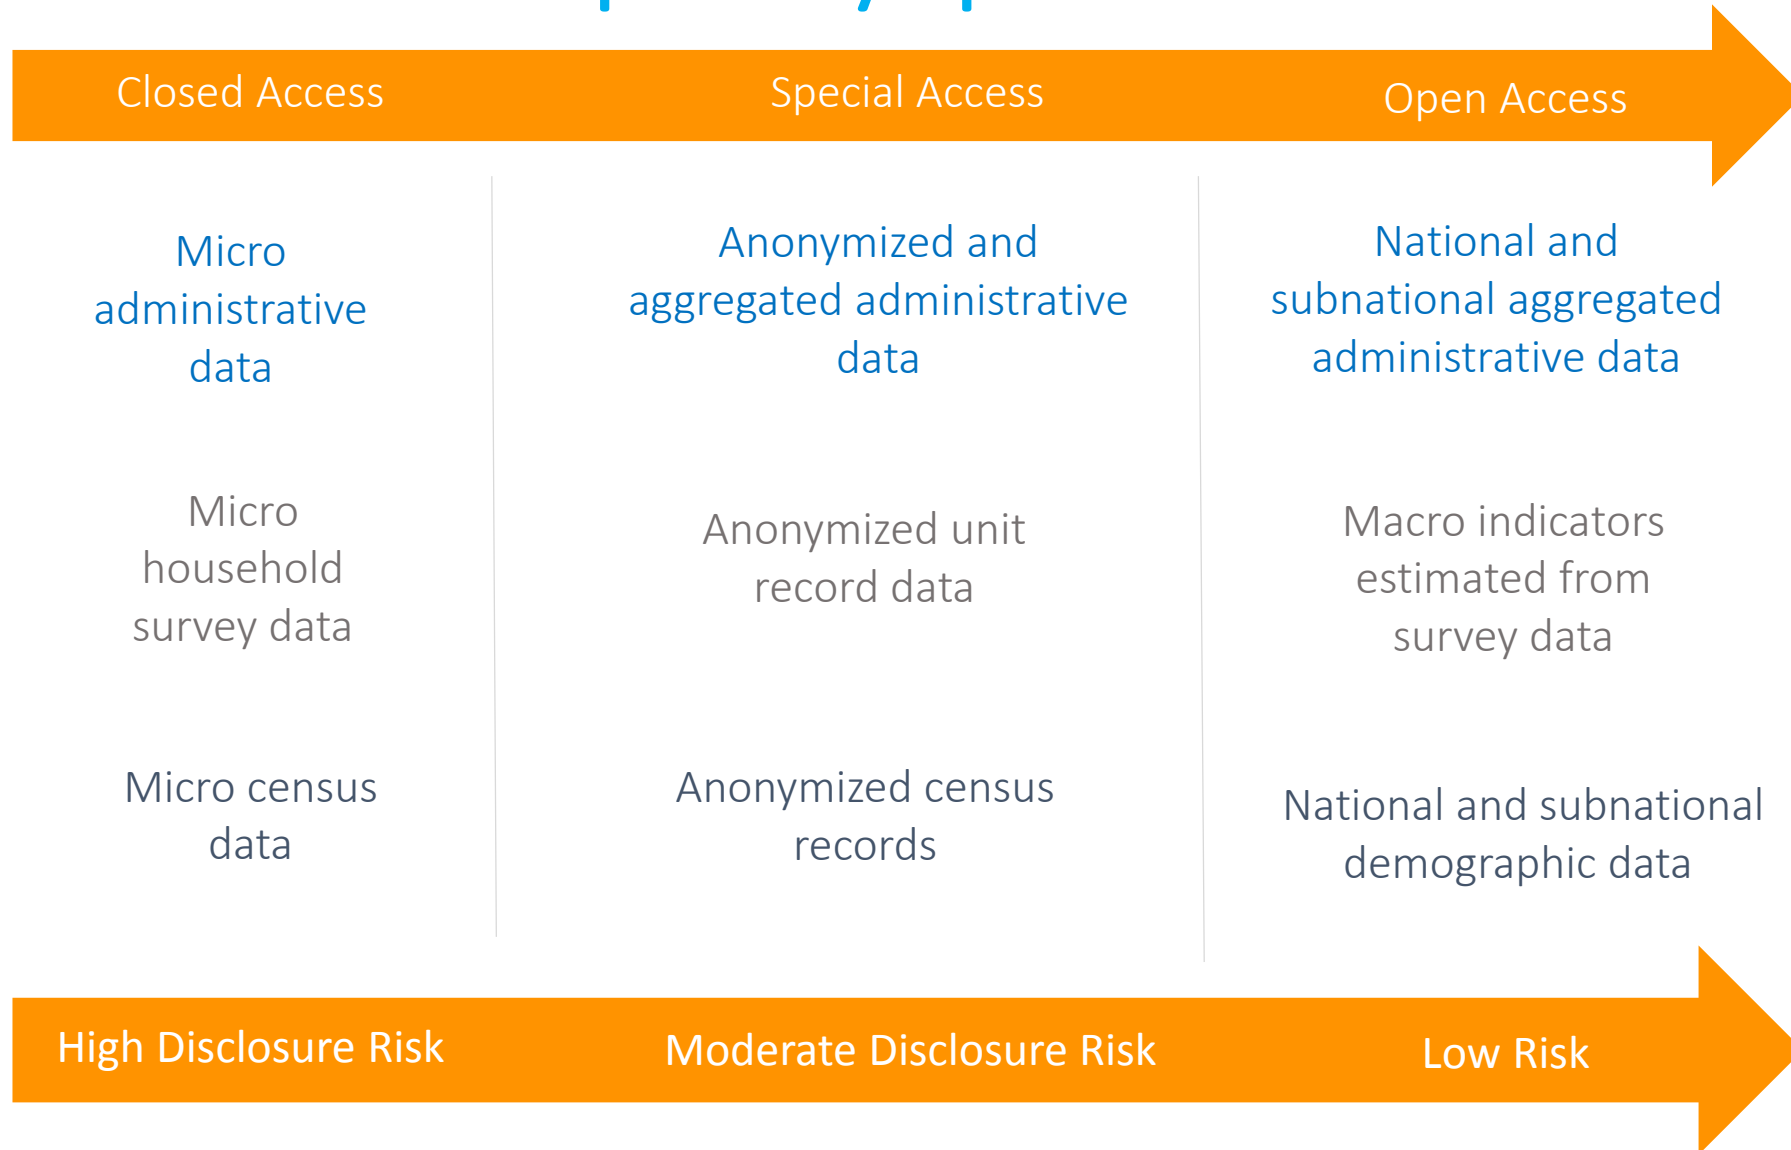 Closed Access
Special Access
Open Access
Micro
administrative
data
Anonymized and
aggregated administrative
data
National and
subnational aggregated
administrative data
Micro
household
survey data
Anonymized unit
record data
Macro indicators
estimated from
survey data
Micro census
data
Anonymized census
records
National and subnational
demographic data
High Disclosure Risk
Moderate Disclosure Risk
Low Risk